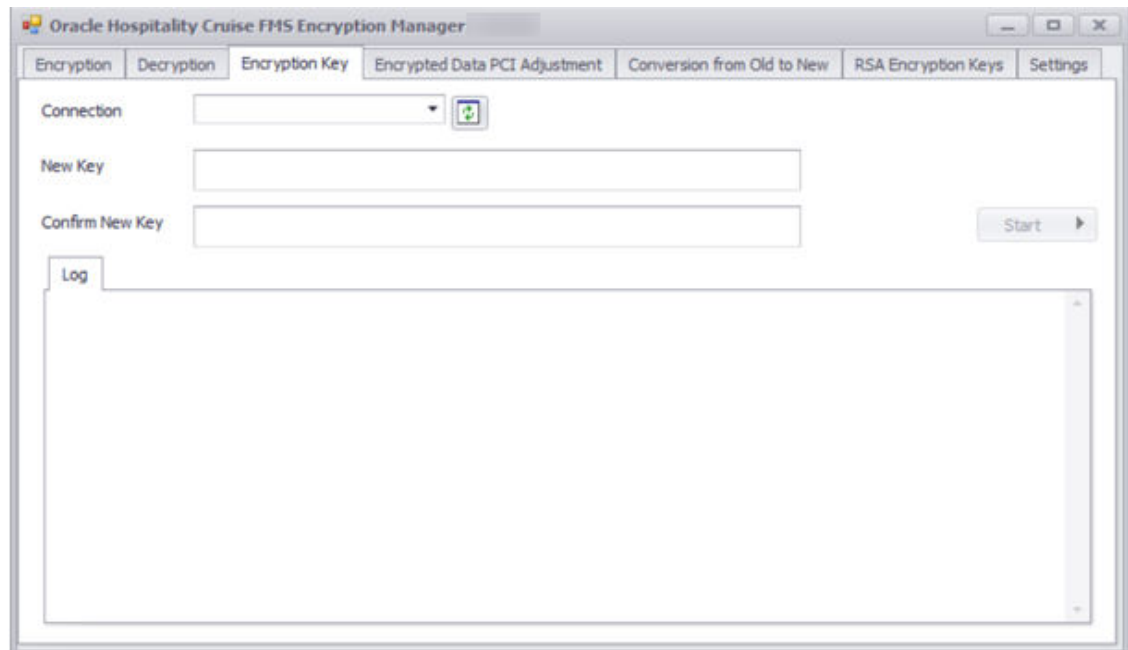 Oracle Hospitality Cruise FMS Encryption Manager
Encryption Decryption Encryption Key Encrypted Data PCI Adjustment Conversion from Old to New RSA Encryption Keys Settings
Connection
New Key
Confirm New Key
Start
Log